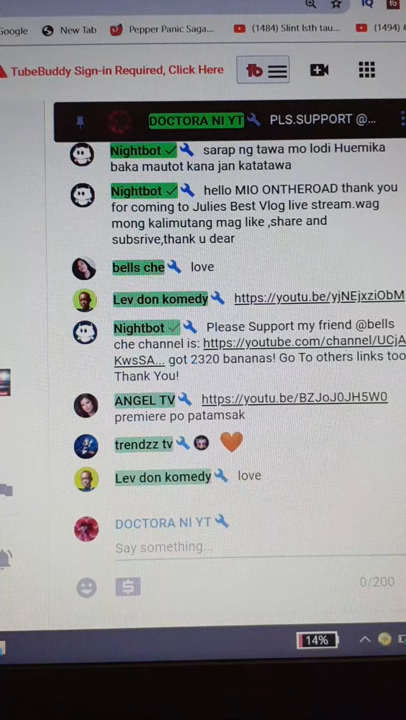 Google
New Tab
Pepper Panic Saga...
(1484) Slint Isth tau...
(1494)
TubeBuddy Sign-in Required, Click Here
DOCTORA NI YT PLS.SUPPORT @...
Nightbot sarap ng tawa mo lodi Huemika
baka mautot kana jan katatawa
Nightbot hello MIO ONTHEROAD thank you
for coming to Julies Best Vlog live stream.wag
mong kalimutang mag like ,share and
subsrive,thank u dear
bells che love
Lev don komedy https://youtu.be/yjNEjxziObM
Nightbot Please Support my friend @bells
che channel is: https://youtube.com/channel/UCjA
KwsSA... got 2320 bananas! Go To others links too
Thank You!
ANGEL TV https://youtu.be/BZJoJ0JH5W0
premiere po patamsak
trendzz tv
Lev don komedy love
DOCTORA NI YT
Say something...
0/200
14%